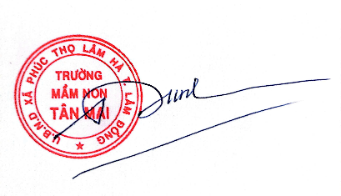 U.B.N.D XÃ PHÚC THỌ LÂM HÀ T. LÂM ĐỒNG
TRƯỜNG
MẦM NON
TÂN MAI